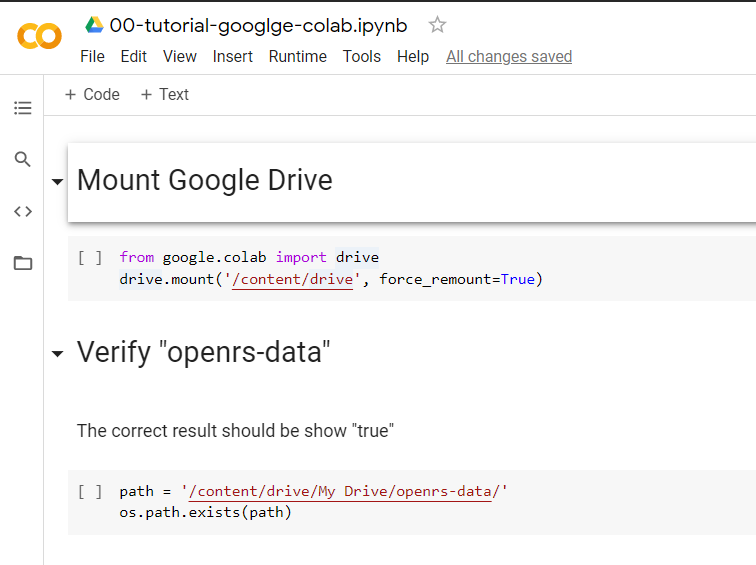 00-tutorial-googlge-colab.ipynb
File Edit View Insert Runtime Tools Help All changes saved
+ Code + Text
Mount Google Drive
[ ] from google.colab import drive
drive.mount('/content/drive', force_remount=True)
Verify "openrs-data"
The correct result should be show "true"
[ ] path = '/content/drive/My Drive/openrs-data/'
os.path.exists(path)